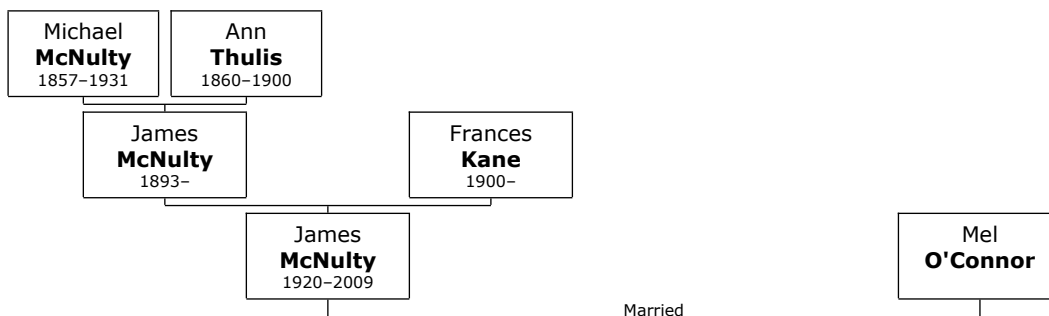 Michael
McNulty
1857–1931
Ann
Thulis
1860–1900
James
McNulty
1893–
Frances
Kane
1900–
James
McNulty
1920–2009
Mel
O'Connor
Married